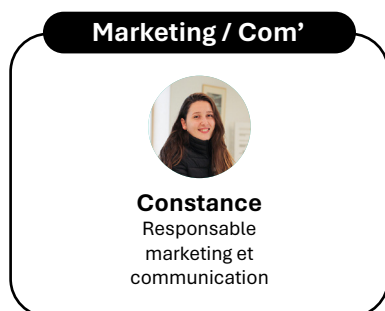 Marketing / Com’
Constance
Responsable
marketing et
communication